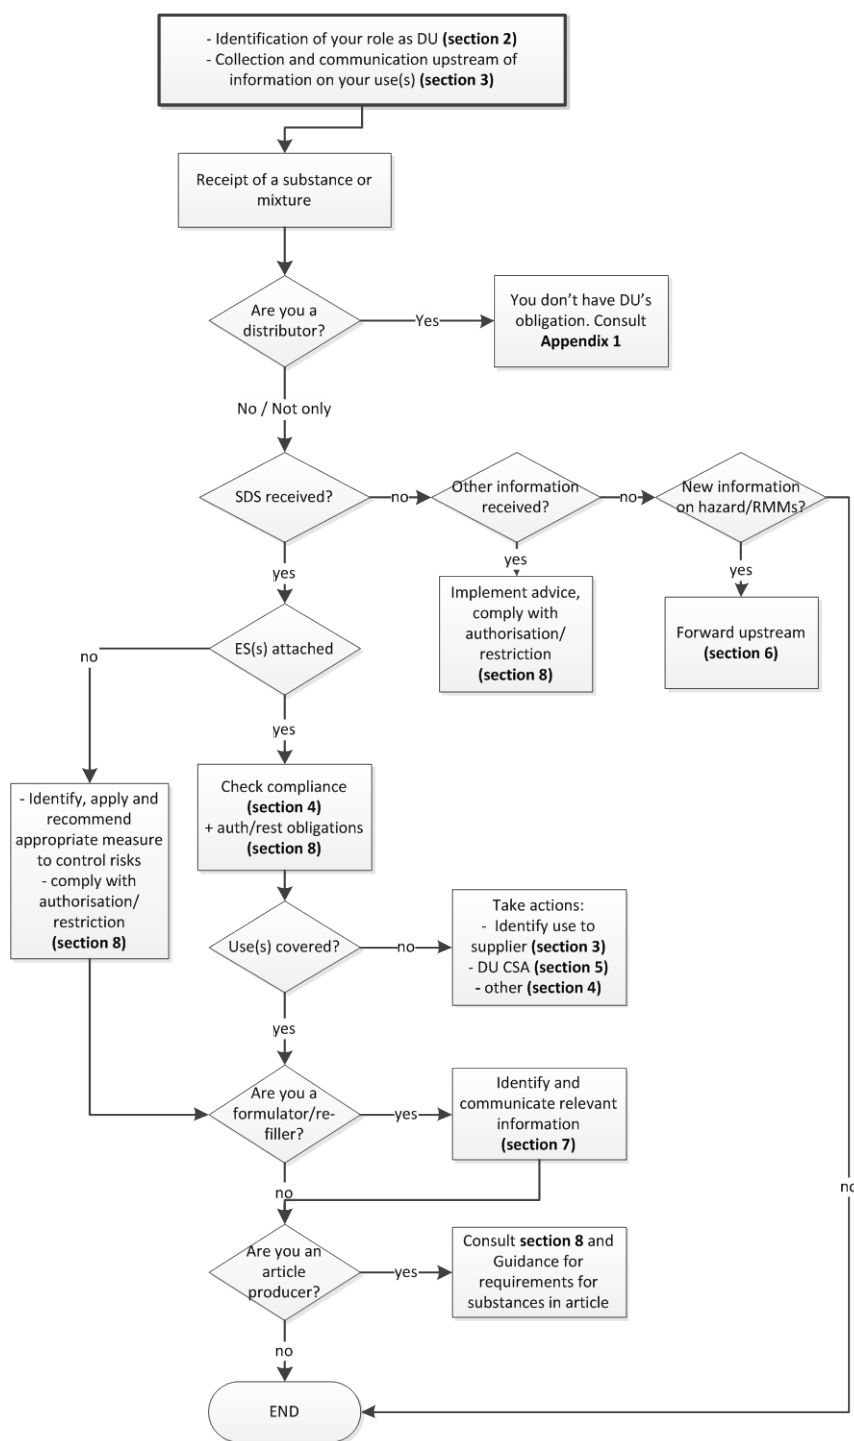 - Identification of your role as DU (section 2)
- Collection and communication upstream of
information on your use(s) (section 3)
Receipt of a substance or
mixture
Are you a
distributor?
Yes
You don’t have DU’s
obligation. Consult
Appendix 1
No / Not only
SDS received?
no
Other information
received?
no
New information
on hazard/RMMs?
yes
yes
yes
Implement advice,
comply with
authorisation/
restriction
(section 8)
Forward upstream
(section 6)
ES(s) attached
no
yes
- Identify, apply and
recommend
appropriate measure
to control risks
- comply with
authorisation/
restriction
(section 8)
Check compliance
(section 4)
+ auth/rest obligations
(section 8)
Use(s) covered?
no
Take actions:
- Identify use to
supplier (section 3)
- DU CSA (section 5)
- other (section 4)
yes
Are you a
formulator/re-
filler?
yes
Identify and
communicate relevant
information
(section 7)
no
no
Are you an
article
producer?
yes
Consult section 8 and
Guidance for
requirements for
substances in article
no
END